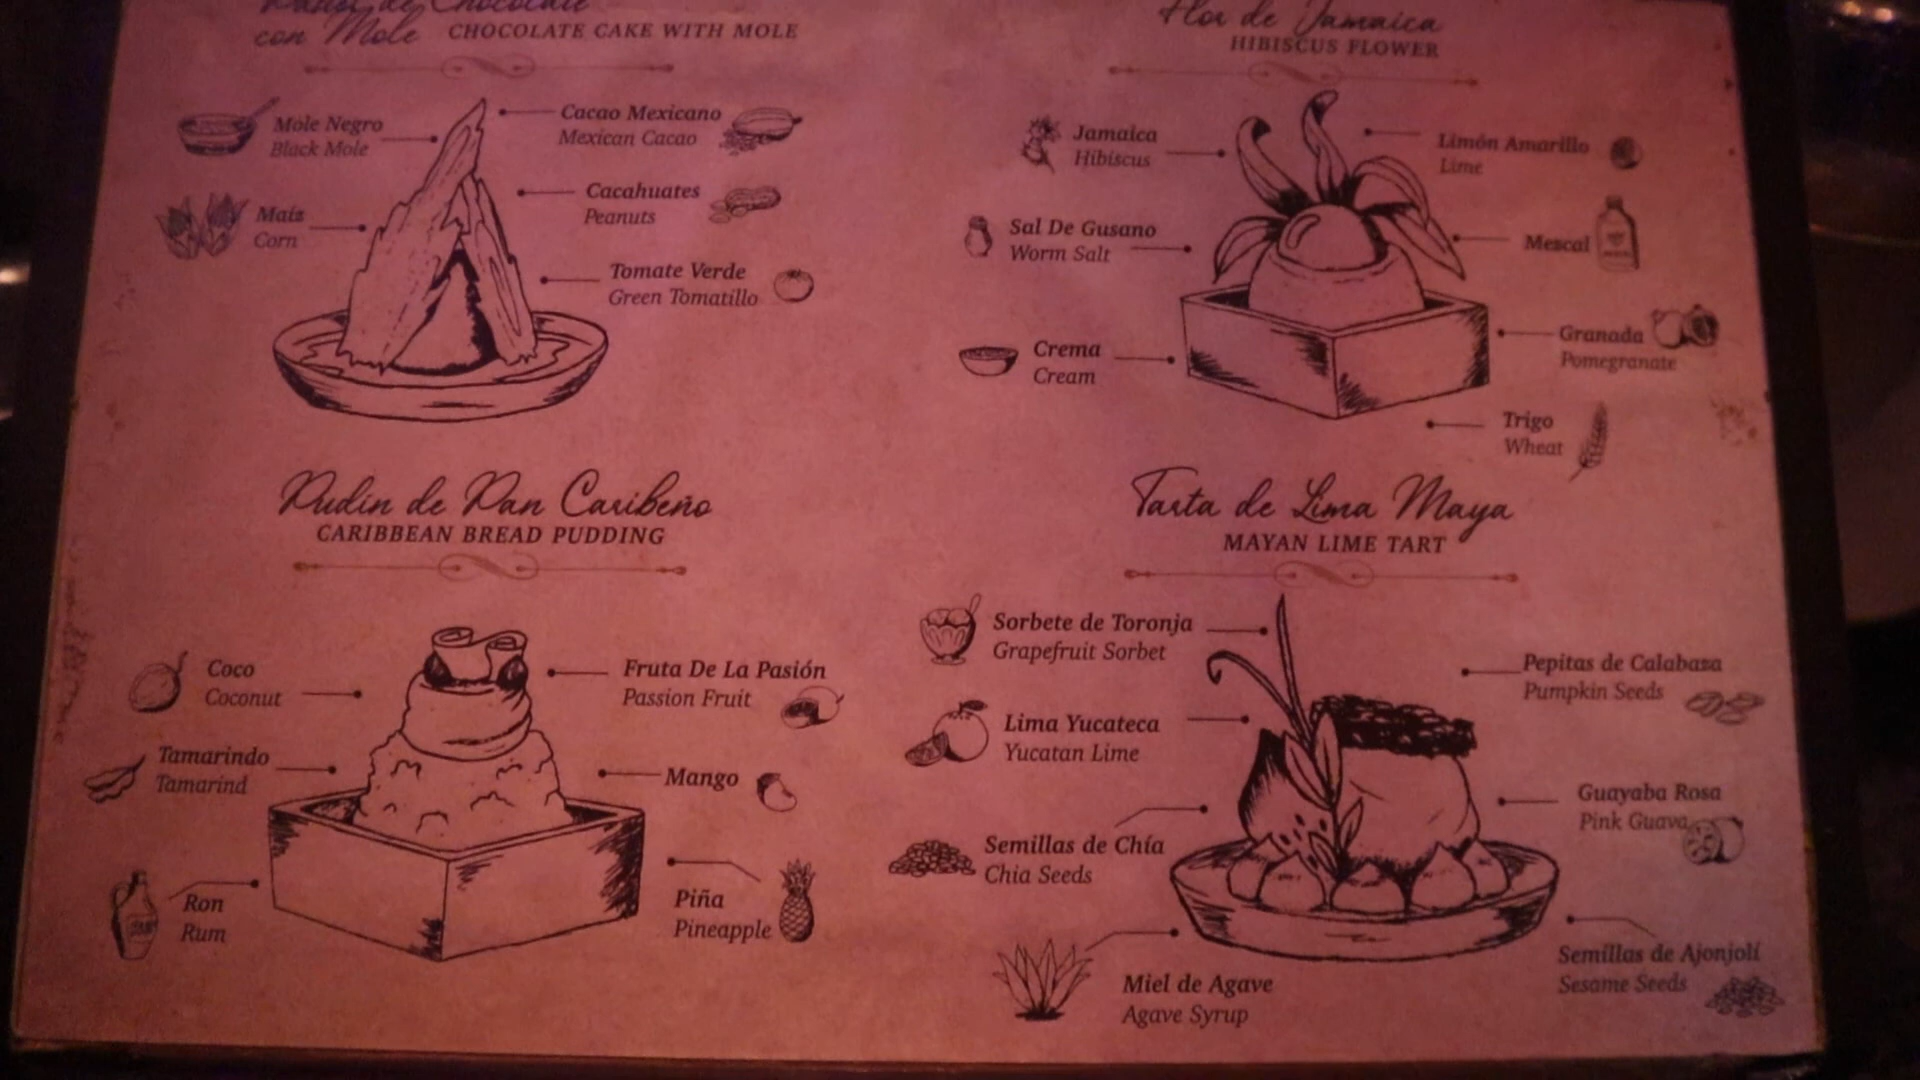 Pastel de Chocolate
con Mole CHOCOLATE CAKE WITH MOLE
Mole Negro
Black Mole
Cacao Mexicano
Mexican Cacao
Maíz
Corn
Cacahuates
Peanuts
Tomate Verde
Green Tomatillo
Flor de Jamaica
HIBISCUS FLOWER
Jamaica
Hibiscus
Limón Amarillo
Lime
Sal De Gusano
Worm Salt
Mescal
Crema
Cream
Granada
Pomegranate
Trigo
Wheat
Pudín de Pan Caribeño
CARIBBEAN BREAD PUDDING
Coco
Coconut
Fruta De La Pasión
Passion Fruit
Tamarindo
Tamarind
Mango
Ron
Rum
Piña
Pineapple
Tarta de Lima Maya
MAYAN LIME TART
Sorbete de Toronja
Grapefruit Sorbet
Pepitas de Calabaza
Pumpkin Seeds
Lima Yucateca
Yucatan Lime
Guayaba Rosa
Pink Guava
Semillas de Chía
Chia Seeds
Miel de Agave
Agave Syrup
Semillas de Ajonjolí
Sesame Seeds